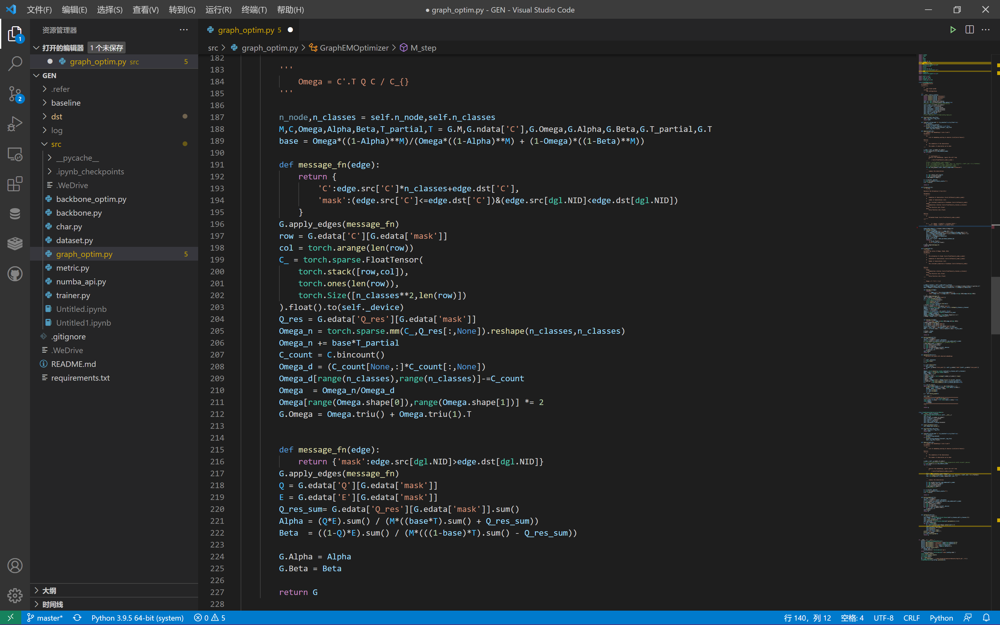 文件(F) 编辑(E) 选择(S) 查看(V) 转到(G) 运行(R) 终端(T) 帮助(H)
● graph_optim.py - GEN - Visual Studio Code
资源管理器
打开的编辑器 1 个未保存
graph_optim.py src 5
GEN
.refer
baseline
dst
log
src
__pycache__
.ipynb_checkpoints
.WeDrive
backbone_optim.py
backbone.py
char.py
dataset.py
graph_optim.py 5
metric.py
numba_api.py
trainer.py
Untitled.ipynb
Untitled1.ipynb
.gitignore
.WeDrive
README.md
requirements.txt
大纲
时间线
1
2
graph_optim.py 5
src > graph_optim.py > GraphEMOptimizer > M_step
182
183 '''
184 Omega = C'.T Q C / C_{}
185 '''
186
187 n_node,n_classes = self.n_node,self.n_classes
188 M,C,Omega,Alpha,Beta,T_partial,T = G.M,G.ndata['C'],G.Omega,G.Alpha,G.Beta,G.T_partial,G.T
189 base = Omega*((1-Alpha)**M)/(Omega*((1-Alpha)**M) + (1-Omega)*((1-Beta)**M))
190
191 def message_fn(edge):
192 return {
193 'C':edge.src['C']*n_classes+edge.dst['C'],
194 'mask':(edge.src['C']<=edge.dst['C'])&(edge.src[dgl.NID]<edge.dst[dgl.NID])
195 }
196 G.apply_edges(message_fn)
197 row = G.edata['C'][G.edata['mask']]
198 col = torch.arange(len(row))
199 C_ = torch.sparse.FloatTensor(
200 torch.stack([row,col]),
201 torch.ones(len(row)),
202 torch.Size([n_classes**2,len(row)])
203 ).float().to(self._device)
204 Q_res = G.edata['Q_res'][G.edata['mask']]
205 Omega_n = torch.sparse.mm(C_,Q_res[:,None]).reshape(n_classes,n_classes)
206 Omega_n += base*T_partial
207 C_count = C.bincount()
208 Omega_d = (C_count[None,:]*C_count[:,None])
209 Omega_d[range(n_classes),range(n_classes)]-=C_count
210 Omega  = Omega_n/Omega_d
211 Omega[range(Omega.shape[0]),range(Omega.shape[1])] *= 2
212 G.Omega = Omega.triu() + Omega.triu(1).T
213
214
215 def message_fn(edge):
216 return {'mask':edge.src[dgl.NID]>edge.dst[dgl.NID]}
217 G.apply_edges(message_fn)
218 Q = G.edata['Q'][G.edata['mask']]
219 E = G.edata['E'][G.edata['mask']]
220 Q_res_sum= G.edata['Q_res'][G.edata['mask']].sum()
221 Alpha = (Q*E).sum() / (M*((base*T).sum() + Q_res_sum))
222 Beta  = ((1-Q)*E).sum() / (M*(((1-base)*T).sum() - Q_res_sum))
223
224 G.Alpha = Alpha
225 G.Beta = Beta
226
227 return G
228
master* Python 3.9.5 64-bit (system) 0 5 行 140，列 12 空格: 4 UTF-8 CRLF Python